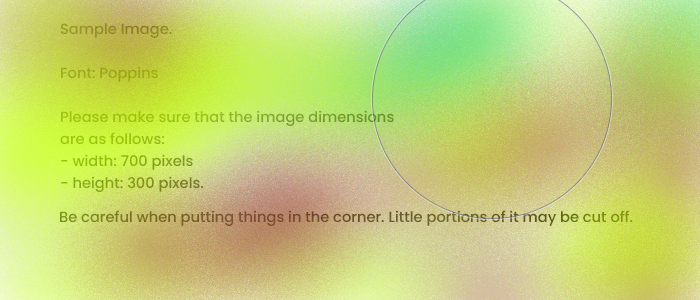 Sample Image.
Font: Poppins
Please make sure that the image dimensions
are as follows:
- width: 700 pixels
- height: 300 pixels.
Be careful when putting things in the corner. Little portions of it may be cut off.